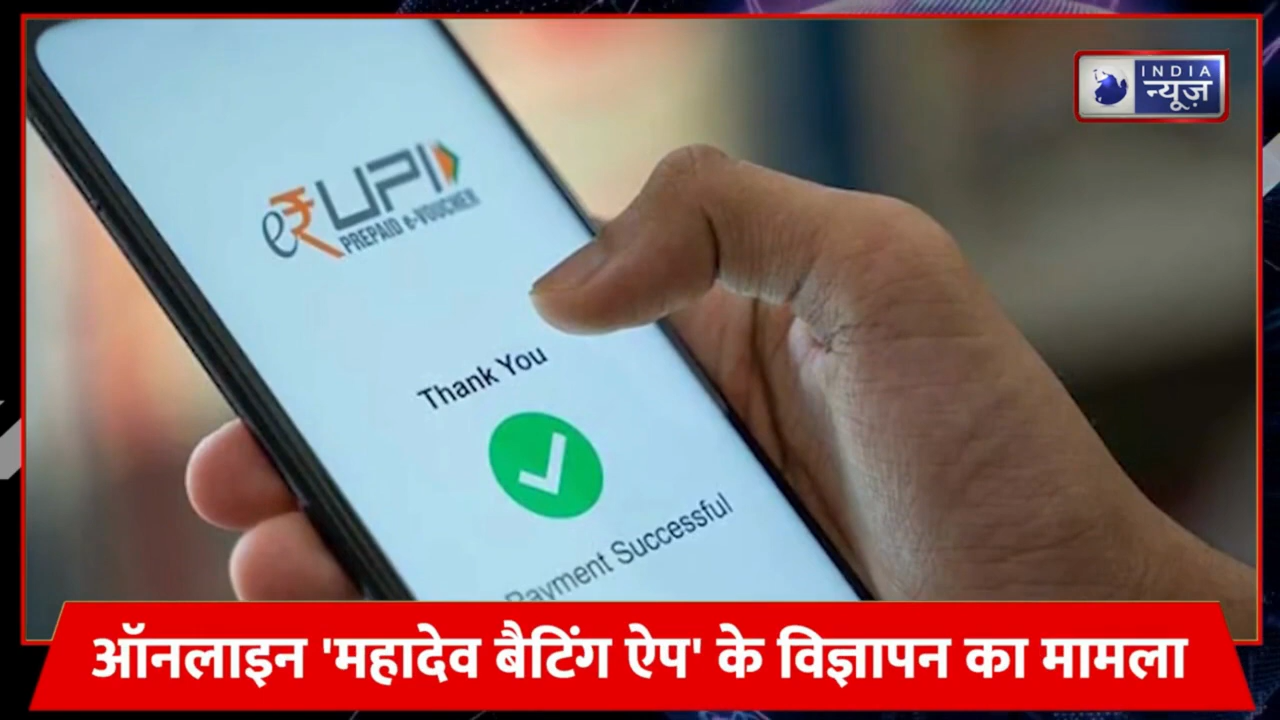 INDIA
न्यूज़
e₹UPI
PREPAID e-VOUCHER
Thank You
Payment Successful
ऑनलाइन 'महादेव बैटिंग ऐप' के विज्ञापन का मामला